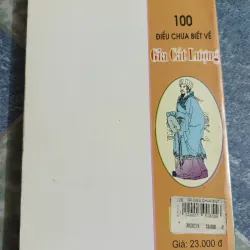 100
ĐIỀU CHƯA BIẾT VỀ
Gia Cát Lượng
Giá: 23.000 đ